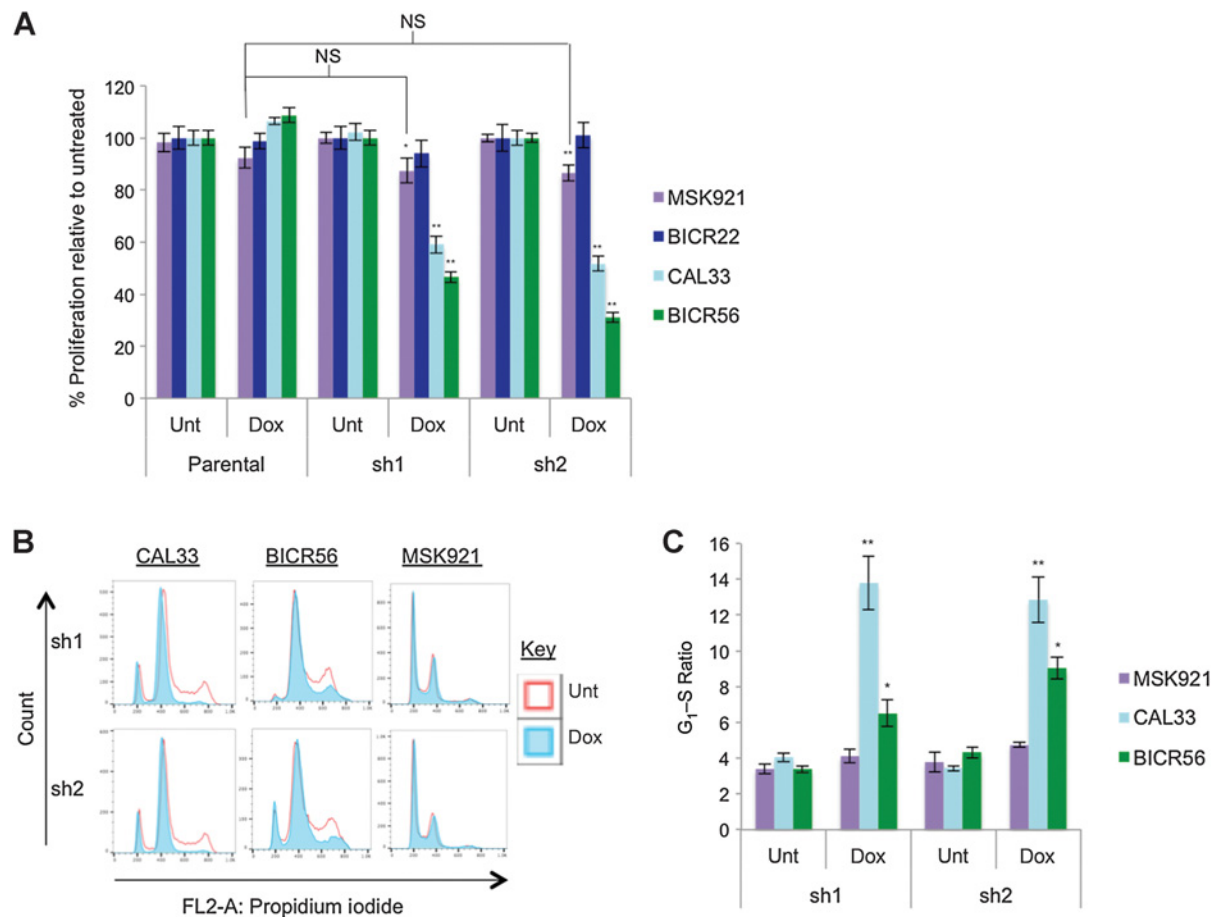 A
NS
NS
% Proliferation relative to untreated
120
100
80
60
40
20
0
* ** ** ** ** **
Unt Dox Unt Dox Unt Dox
Parental sh1 sh2
MSK921
BICR22
CAL33
BICR56
B
CAL33 BICR56 MSK921
Count
sh1
sh2
Key
Unt
Dox
FL2-A: Propidium iodide
C
G₁–S Ratio
16
14
12
10
8
6
4
2
0
** * ** *
Unt Dox Unt Dox
sh1 sh2
MSK921
CAL33
BICR56